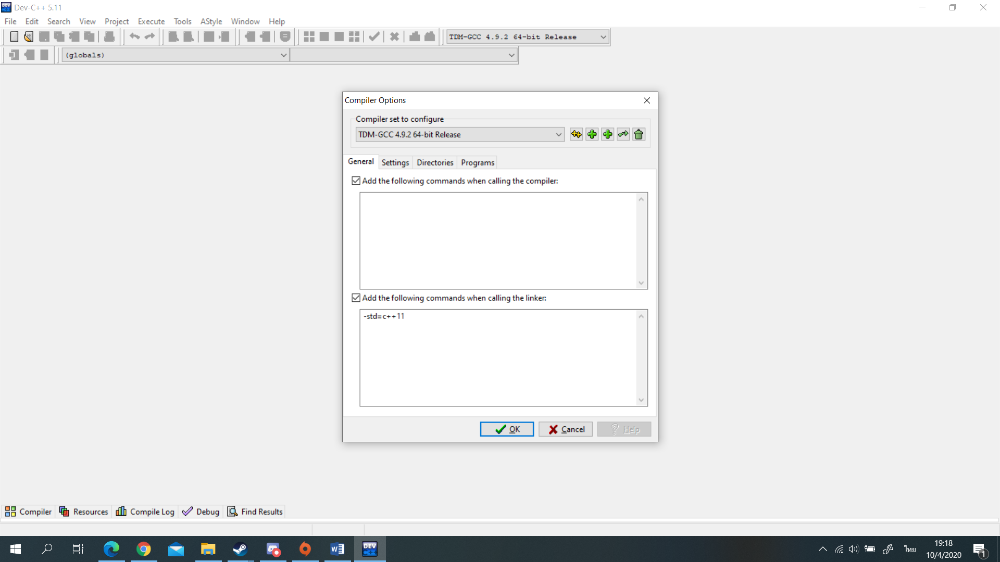 Dev-C++ 5.11
File Edit Search View Project Execute Tools AStyle Window Help
TDM-GCC 4.9.2 64-bit Release
(globals)
Compiler Options
Compiler set to configure
TDM-GCC 4.9.2 64-bit Release
General Settings Directories Programs
Add the following commands when calling the compiler:
Add the following commands when calling the linker:
-std=c++11
OK Cancel Help
Compiler Resources Compile Log Debug Find Results
ไทย
19:18
10/4/2020
1